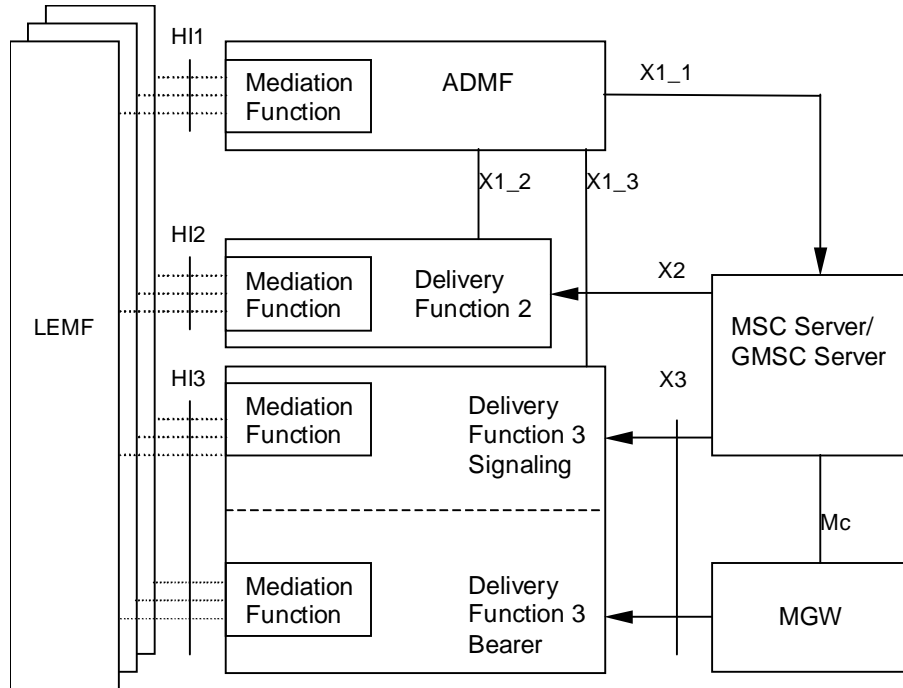 HI1
Mediation
Function
ADMF
X1_1
X1_2
X1_3
HI2
Mediation
Function
Delivery
Function 2
X2
LEMF
MSC Server/
GMSC Server
HI3
Mediation
Function
Delivery
Function 3
Signaling
X3
Mc
Mediation
Function
Delivery
Function 3
Bearer
MGW